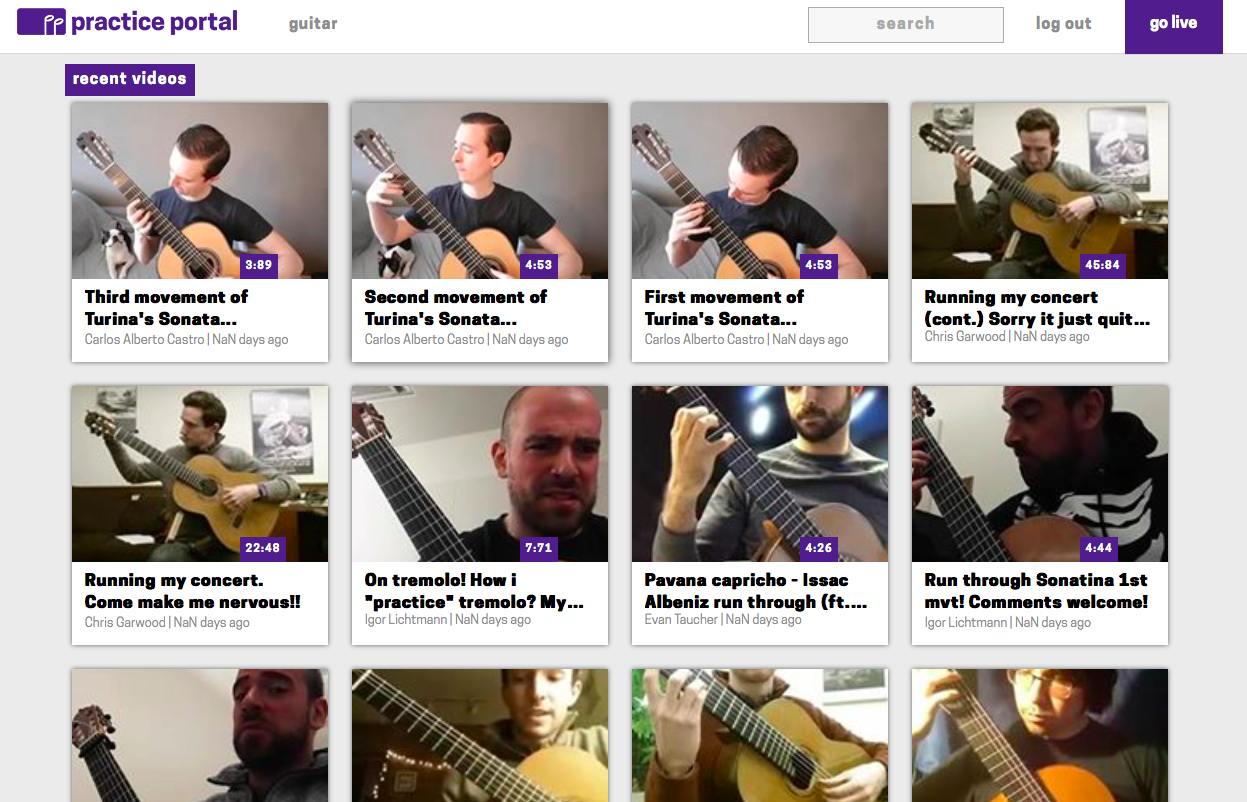 practice portal
guitar
search
log out
go live
recent videos
3:89
4:53
4:53
45:84
Third movement of
Turina's Sonata...
Carlos Alberto Castro | NaN days ago
Second movement of
Turina's Sonata...
Carlos Alberto Castro | NaN days ago
First movement of
Turina's Sonata...
Carlos Alberto Castro | NaN days ago
Running my concert
(cont.) Sorry it just quit...
Chris Garwood | NaN days ago
22:48
7:71
4:26
4:44
Running my concert.
Come make me nervous!!
Chris Garwood | NaN days ago
On tremolo! How i
"practice" tremolo? My...
Igor Lichtmann | NaN days ago
Pavana capricho - Issac
Albeniz run through (ft....
Evan Taucher | NaN days ago
Run through Sonatina 1st
mvt! Comments welcome!
Igor Lichtmann | NaN days ago